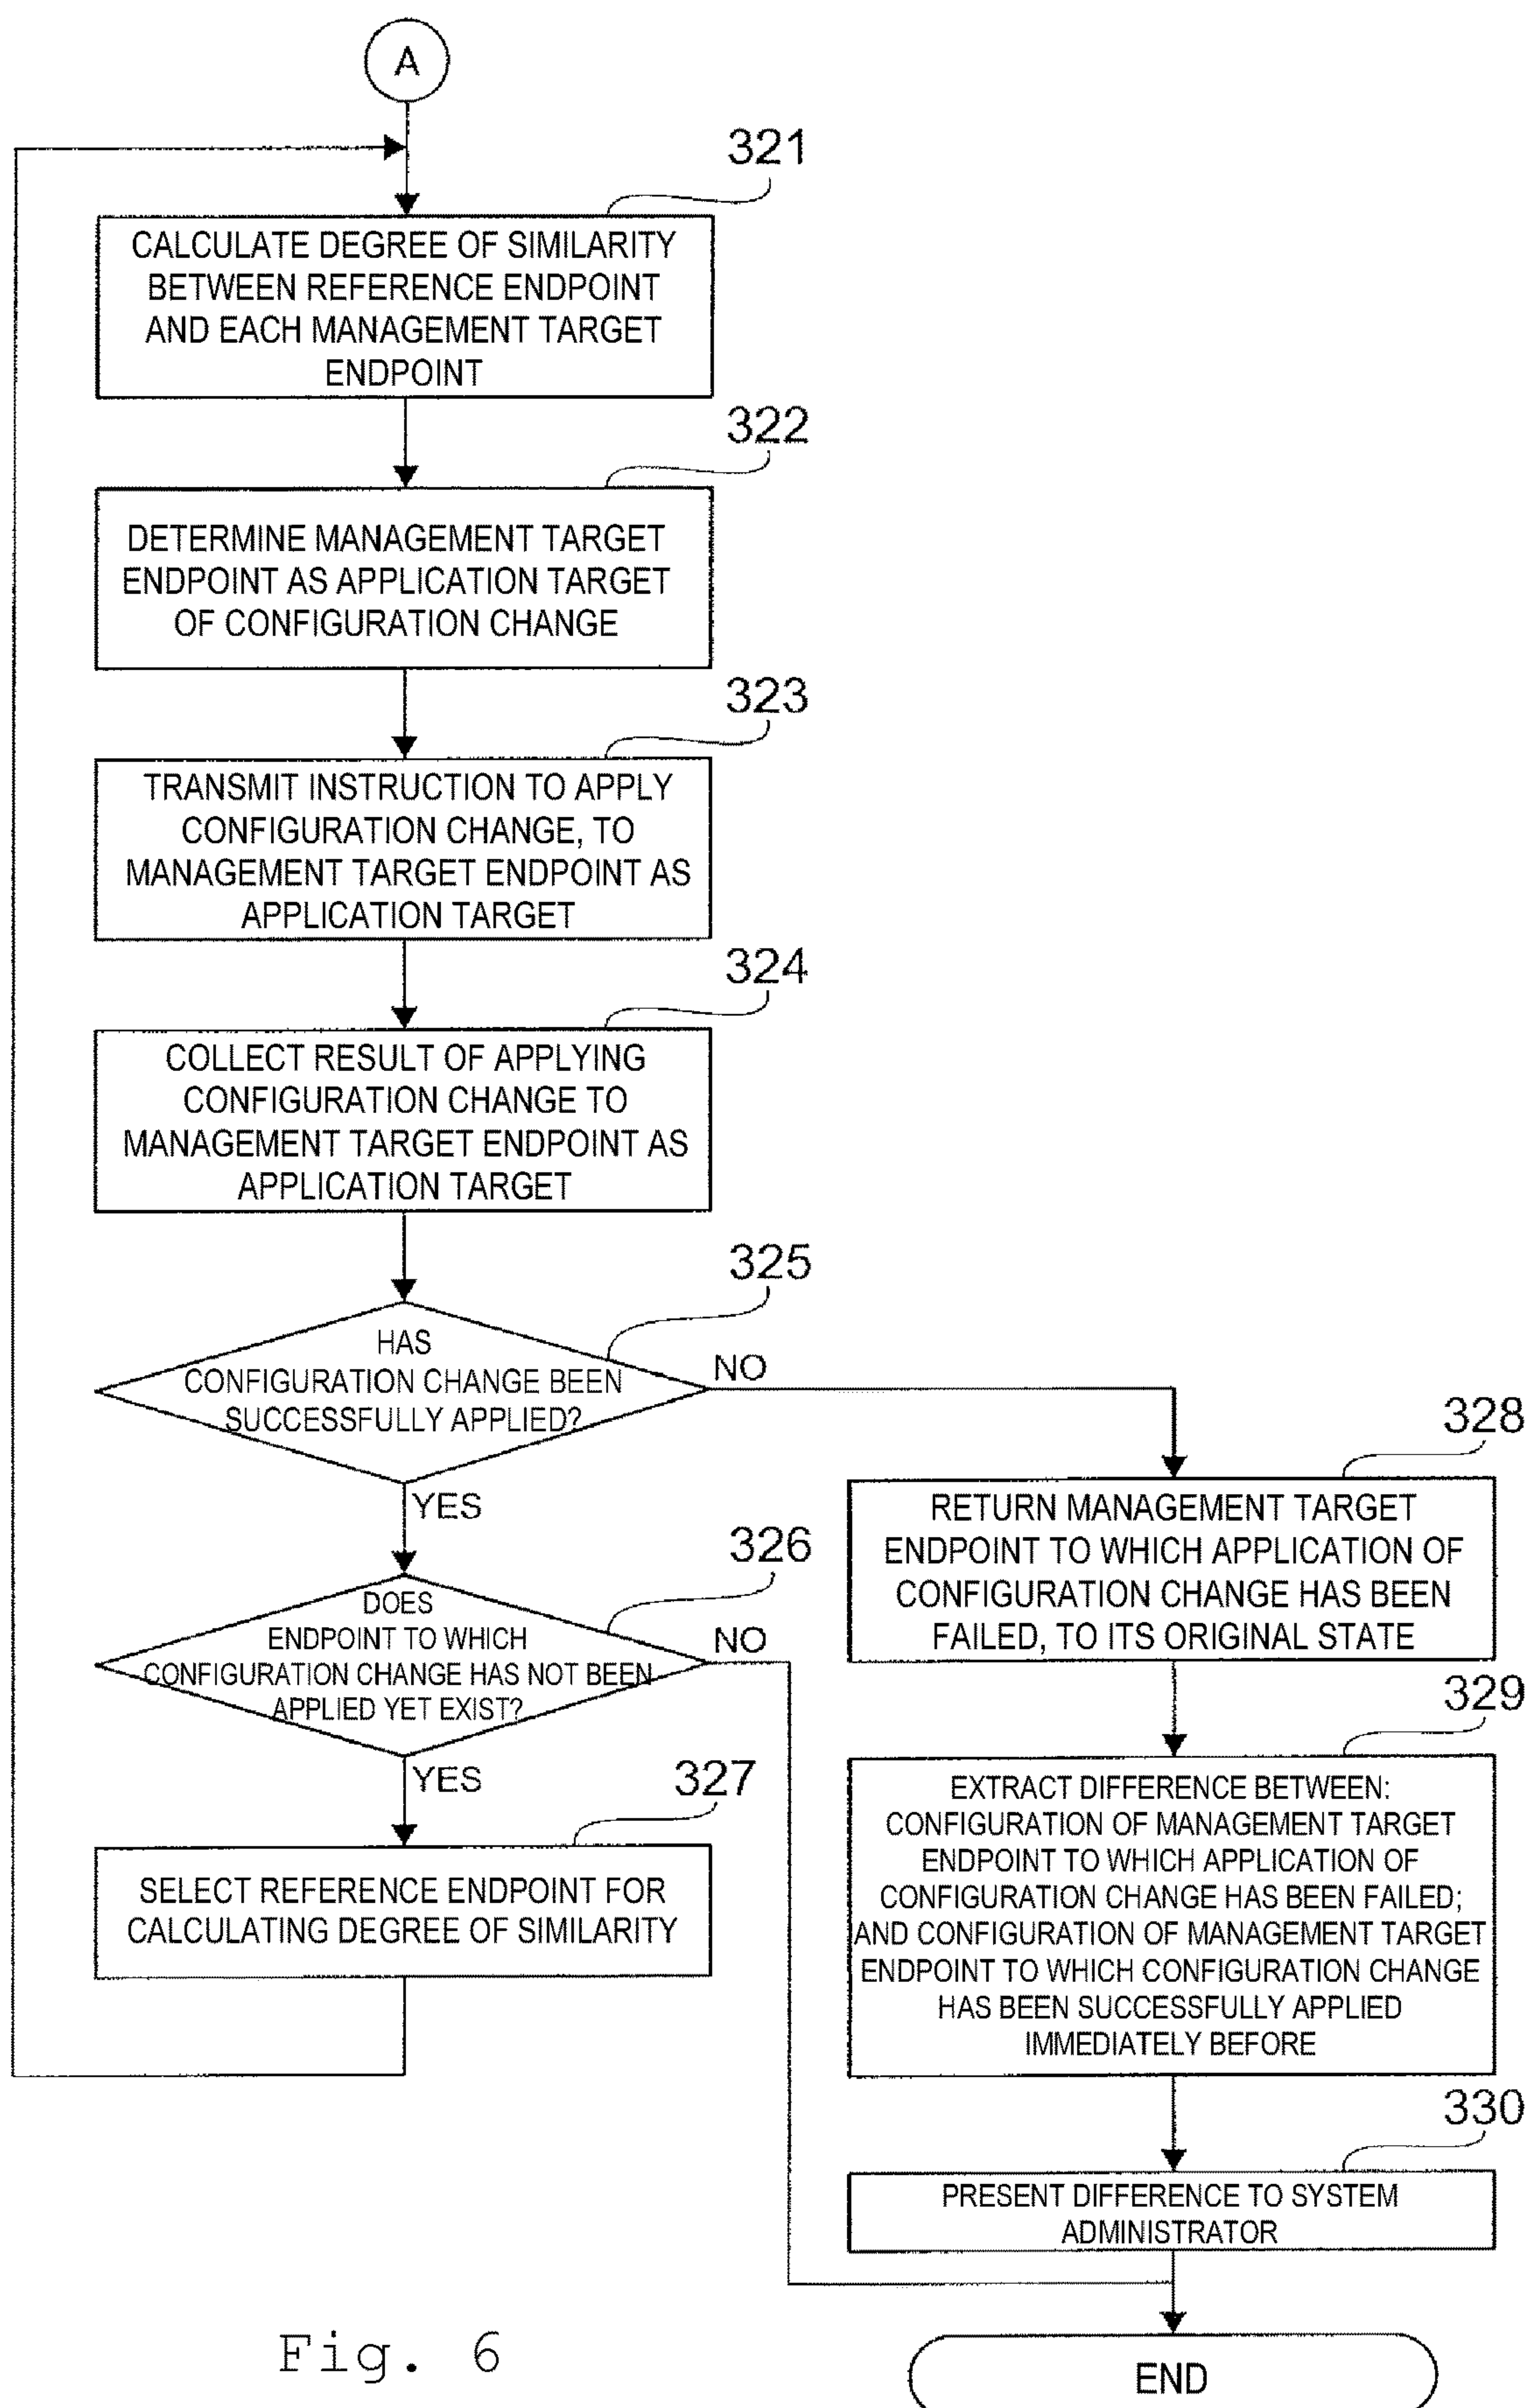 A
321
CALCULATE DEGREE OF SIMILARITY
BETWEEN REFERENCE ENDPOINT
AND EACH MANAGEMENT TARGET
ENDPOINT
322
DETERMINE MANAGEMENT TARGET
ENDPOINT AS APPLICATION TARGET
OF CONFIGURATION CHANGE
323
TRANSMIT INSTRUCTION TO APPLY
CONFIGURATION CHANGE, TO
MANAGEMENT TARGET ENDPOINT AS
APPLICATION TARGET
324
COLLECT RESULT OF APPLYING
CONFIGURATION CHANGE TO
MANAGEMENT TARGET ENDPOINT AS
APPLICATION TARGET
325
HAS
CONFIGURATION CHANGE BEEN
SUCCESSFULLY APPLIED?
NO
YES
326
DOES
ENDPOINT TO WHICH
CONFIGURATION CHANGE HAS NOT BEEN
APPLIED YET EXIST?
NO
YES
327
SELECT REFERENCE ENDPOINT FOR
CALCULATING DEGREE OF SIMILARITY
328
RETURN MANAGEMENT TARGET
ENDPOINT TO WHICH APPLICATION OF
CONFIGURATION CHANGE HAS BEEN
FAILED, TO ITS ORIGINAL STATE
329
EXTRACT DIFFERENCE BETWEEN:
CONFIGURATION OF MANAGEMENT TARGET
ENDPOINT TO WHICH APPLICATION OF
CONFIGURATION CHANGE HAS BEEN FAILED;
AND CONFIGURATION OF MANAGEMENT TARGET
ENDPOINT TO WHICH CONFIGURATION CHANGE
HAS BEEN SUCCESSFULLY APPLIED
IMMEDIATELY BEFORE
330
PRESENT DIFFERENCE TO SYSTEM
ADMINISTRATOR
END
Fig. 6